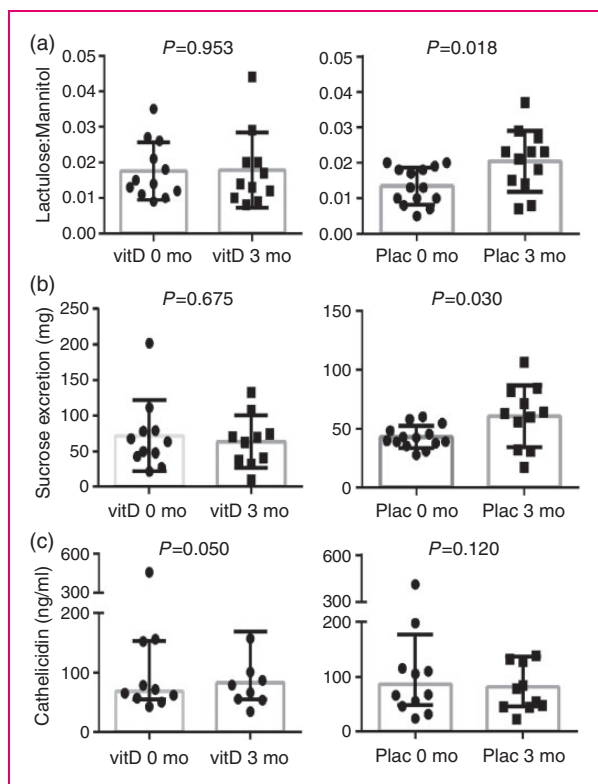 (a)
P=0.953
P=0.018
Lactulose:Mannitol
0.05
0.04
0.03
0.02
0.01
0.00
0.05
0.04
0.03
0.02
0.01
0.00
vitD 0 mo
vitD 3 mo
Plac 0 mo
Plac 3 mo
(b)
P=0.675
P=0.030
Sucrose excretion (mg)
250
200
150
100
50
0
150
100
50
0
vitD 0 mo
vitD 3 mo
Plac 0 mo
Plac 3 mo
(c)
P=0.050
P=0.120
Cathelicidin (ng/ml)
600
300
200
100
0
600
300
200
100
0
vitD 0 mo
vitD 3 mo
Plac 0 mo
Plac 3 mo